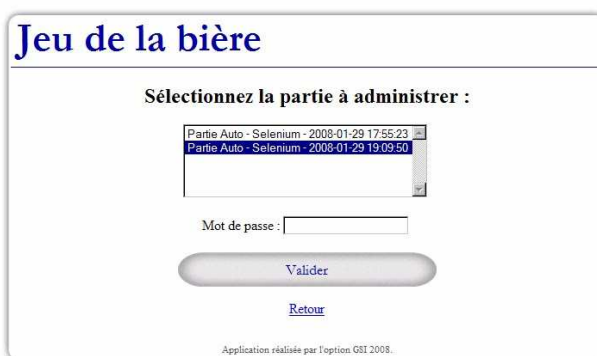 Jeu de la bière
Sélectionnez la partie à administrer :
Partie Auto - Selenium - 2008-01-29 17:55:23
Partie Auto - Selenium - 2008-01-29 19:09:50
Mot de passe :
Valider
Retour
Application réalisée par l'option GSI 2008.